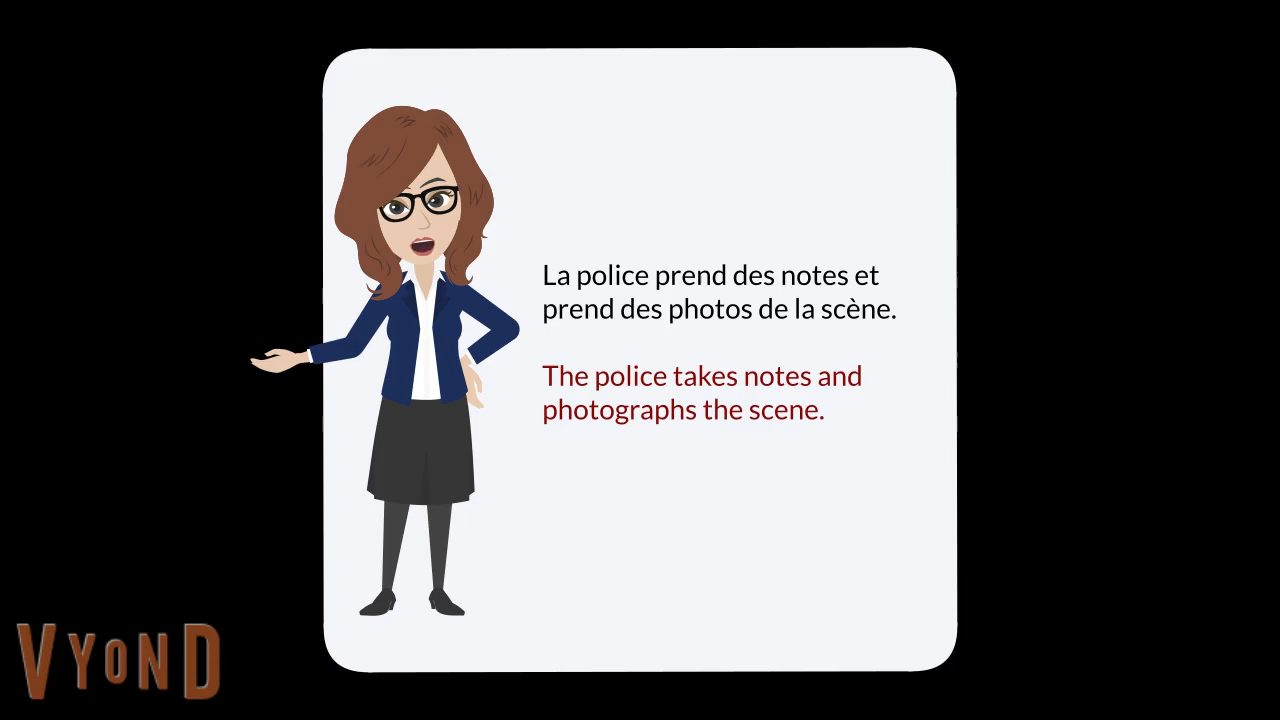 La police prend des notes et
prend des photos de la scène.
The police takes notes and
photographs the scene.
VYOND